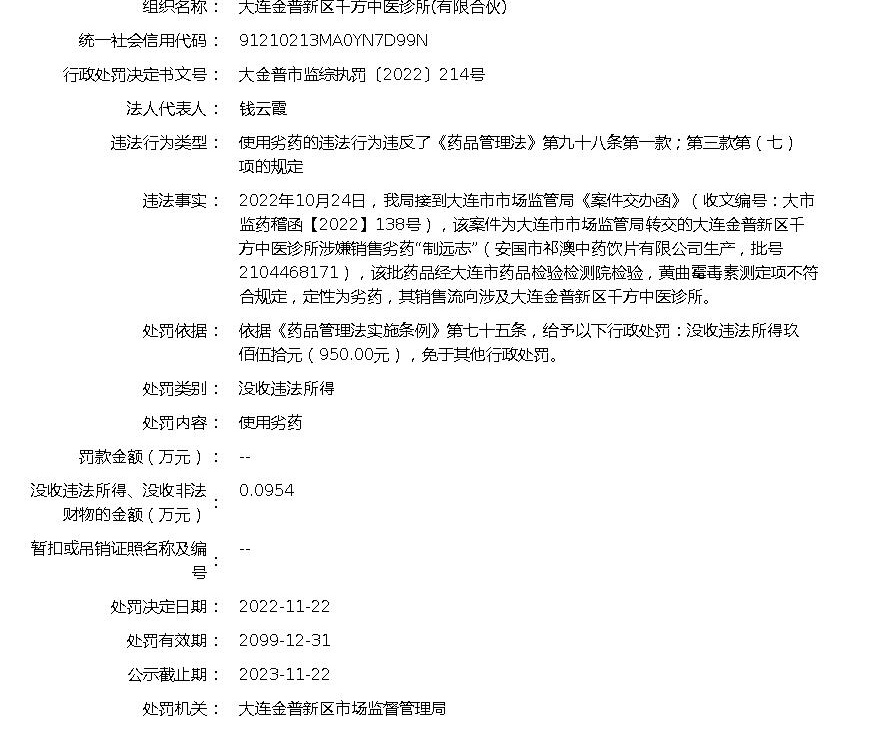 组织名称： 大连金普新区千方中医诊所(有限合伙)
统一社会信用代码： 91210213MA0YN7D99N
行政处罚决定书文号： 大金普市监综执罚〔2022〕214号
法人代表人： 钱云霞
违法行为类型： 使用劣药的违法行为违反了《药品管理法》第九十八条第一款；第三款第（七）
项的规定
违法事实： 2022年10月24日，我局接到大连市市场监管局《案件交办函》（收文编号：大市
监药稽函【2022】138号），该案件为大连市市场监管局转交的大连金普新区千
方中医诊所涉嫌销售劣药“制远志”（安国市祁澳中药饮片有限公司生产，批号
2104468171），该批药品经大连市药品检验检测院检验，黄曲霉毒素测定项不符
合规定，定性为劣药，其销售流向涉及大连金普新区千方中医诊所。
处罚依据： 依据《药品管理法实施条例》第七十五条，给予以下行政处罚：没收违法所得玖
佰伍拾元（950.00元），免于其他行政处罚。
处罚类别： 没收违法所得
处罚内容： 使用劣药
罚款金额（万元）： --
没收违法所得、没收非法
财物的金额（万元）： 0.0954
暂扣或吊销证照名称及编
号： --
处罚决定日期： 2022-11-22
处罚有效期： 2099-12-31
公示截止期： 2023-11-22
处罚机关： 大连金普新区市场监督管理局